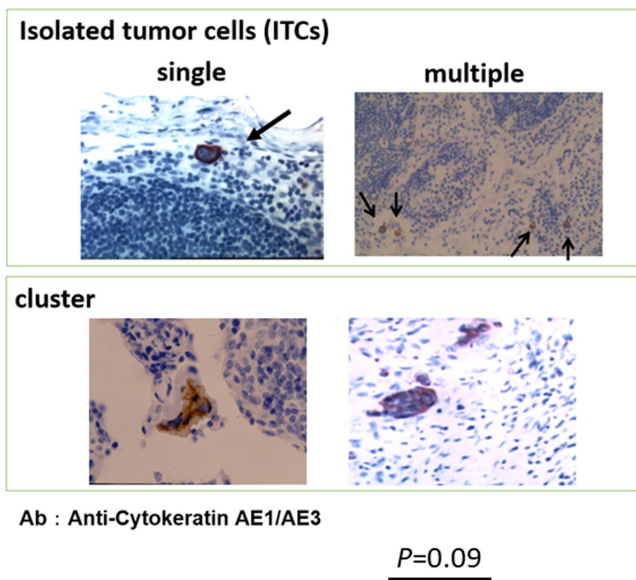 Isolated tumor cells (ITCs)
single
multiple
cluster
Ab : Anti-Cytokeratin AE1/AE3
P=0.09